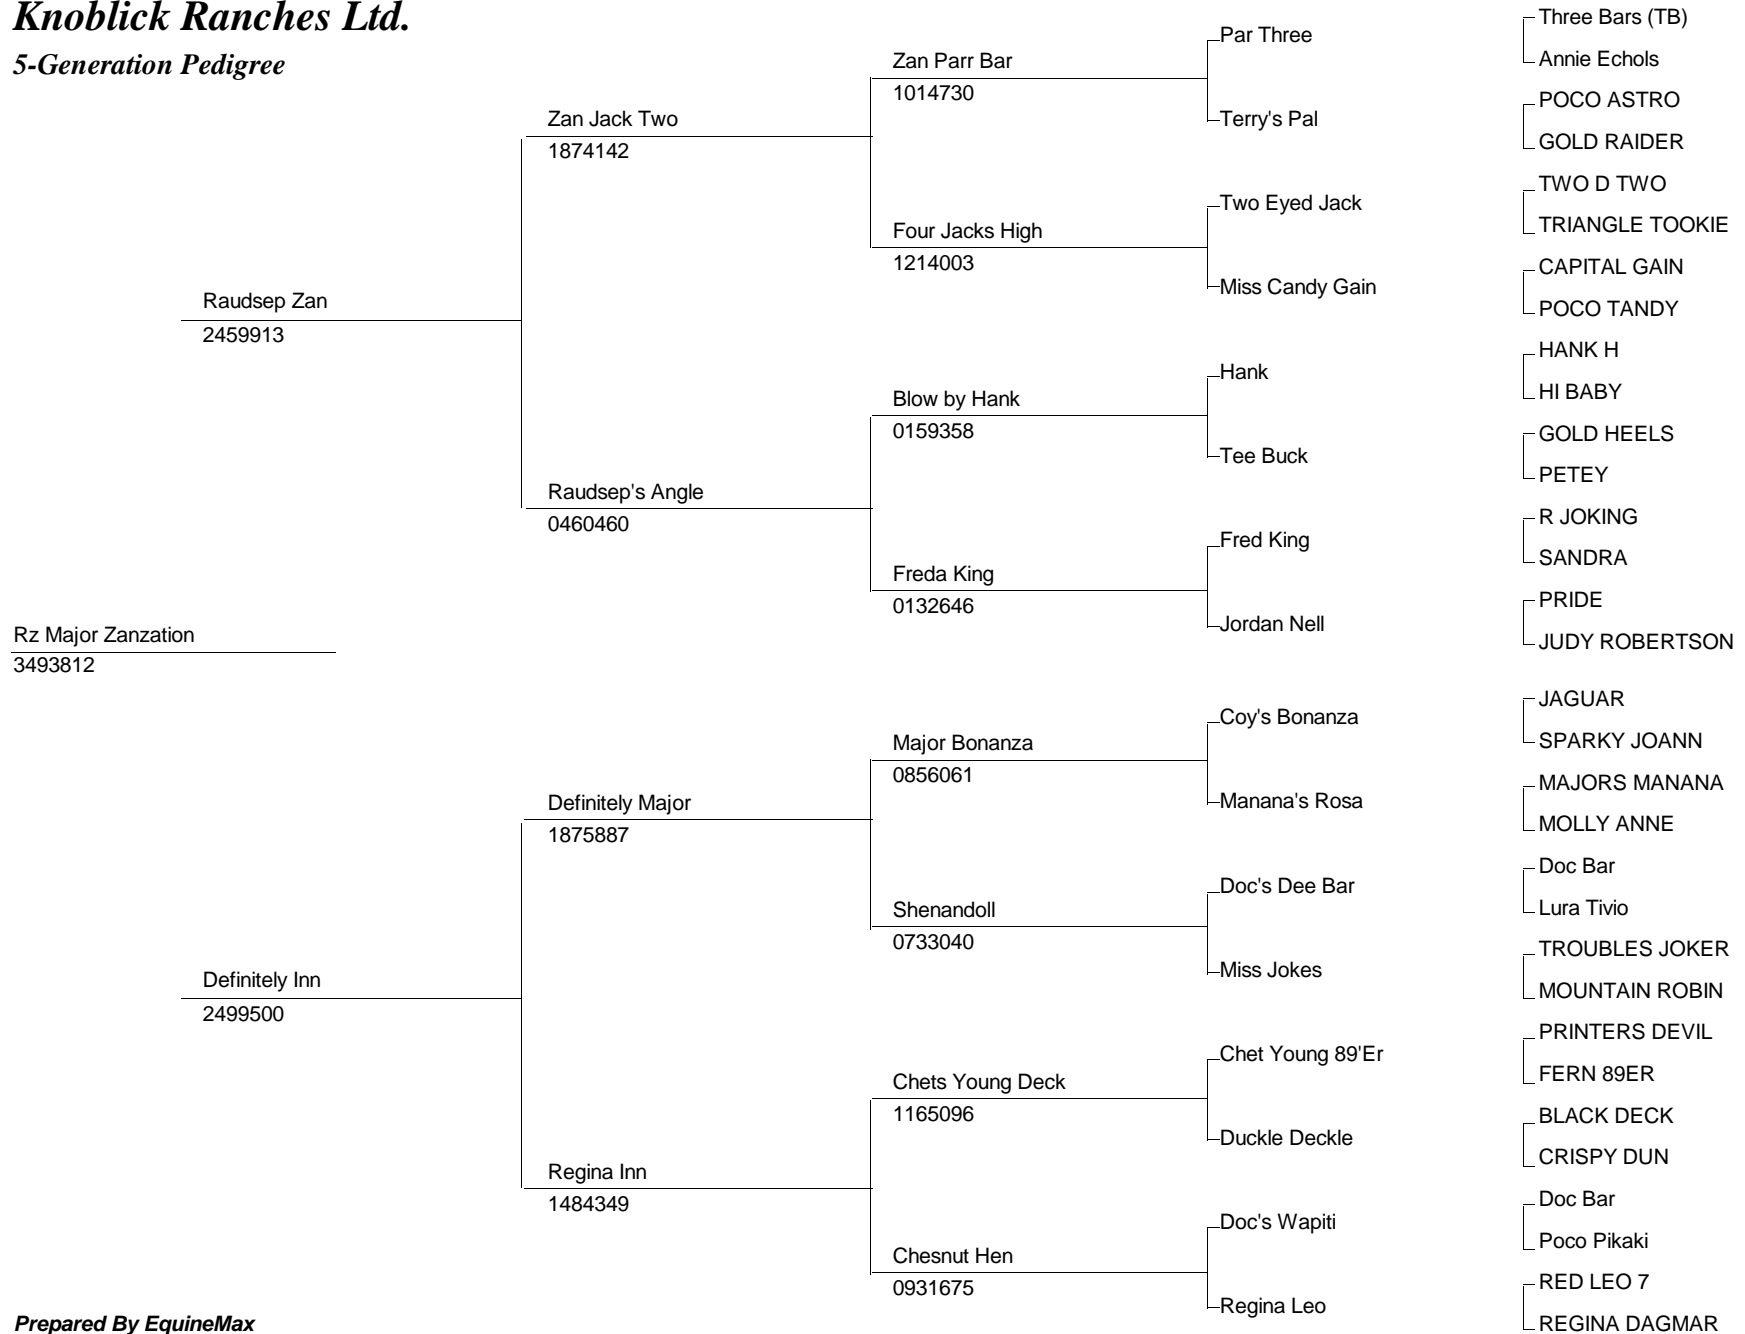 Knoblick Ranches Ltd.
5-Generation Pedigree
Rz Major Zanzation
3493812
Raudsep Zan
2459913
Definitely Inn
2499500
Zan Jack Two
1874142
Raudsep's Angle
0460460
Definitely Major
1875887
Regina Inn
1484349
Zan Parr Bar
1014730
Four Jacks High
1214003
Blow by Hank
0159358
Freda King
0132646
Major Bonanza
0856061
Shenandoll
0733040
Chets Young Deck
1165096
Chesnut Hen
0931675
Par Three
Terry's Pal
Two Eyed Jack
Miss Candy Gain
Hank
Tee Buck
Fred King
Jordan Nell
Coy's Bonanza
Manana's Rosa
Doc's Dee Bar
Miss Jokes
Chet Young 89'Er
Duckle Deckle
Doc's Wapiti
Regina Leo
Three Bars (TB)
Annie Echols
POCO ASTRO
GOLD RAIDER
TWO D TWO
TRIANGLE TOOKIE
CAPITAL GAIN
POCO TANDY
HANK H
HI BABY
GOLD HEELS
PETEY
R JOKING
SANDRA
PRIDE
JUDY ROBERTSON
JAGUAR
SPARKY JOANN
MAJORS MANANA
MOLLY ANNE
Doc Bar
Lura Tivio
TROUBLES JOKER
MOUNTAIN ROBIN
PRINTERS DEVIL
FERN 89ER
BLACK DECK
CRISPY DUN
Doc Bar
Poco Pikaki
RED LEO 7
REGINA DAGMAR
Prepared By EquineMax